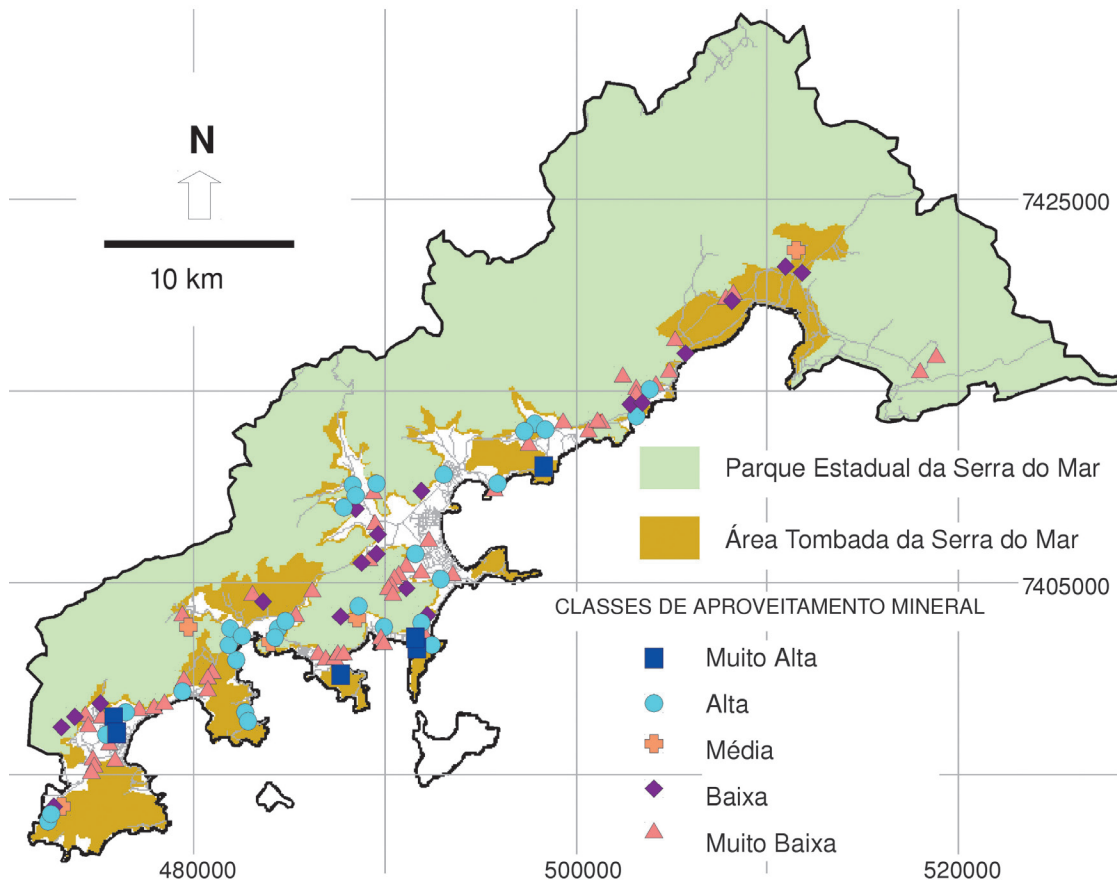 N
10 km
7425000
Parque Estadual da Serra do Mar
Área Tombada da Serra do Mar
7405000
CLASSES DE APROVEITAMENTO MINERAL
Muito Alta
Alta
Média
Baixa
Muito Baixa
480000
500000
520000